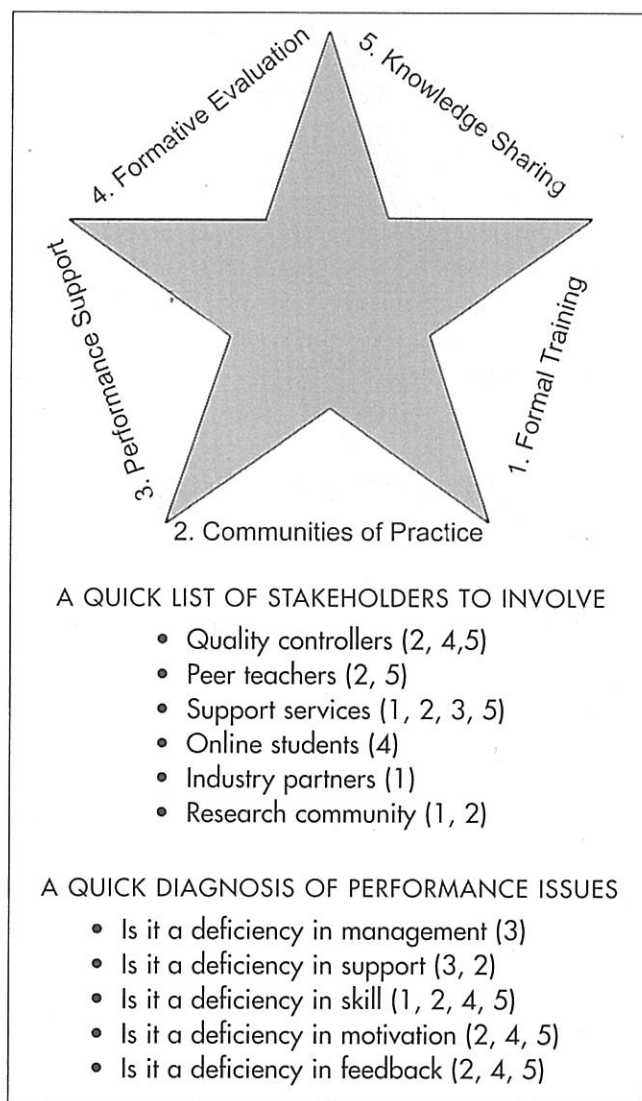 4. Formative Evaluation
5. Knowledge Sharing
3. Performance Support
1. Formal Training
2. Communities of Practice
A QUICK LIST OF STAKEHOLDERS TO INVOLVE
• Quality controllers (2, 4,5)
• Peer teachers (2, 5)
• Support services (1, 2, 3, 5)
• Online students (4)
• Industry partners (1)
• Research community (1, 2)
A QUICK DIAGNOSIS OF PERFORMANCE ISSUES
• Is it a deficiency in management (3)
• Is it a deficiency in support (3, 2)
• Is it a deficiency in skill (1, 2, 4, 5)
• Is it a deficiency in motivation (2, 4, 5)
• Is it a deficiency in feedback (2, 4, 5)